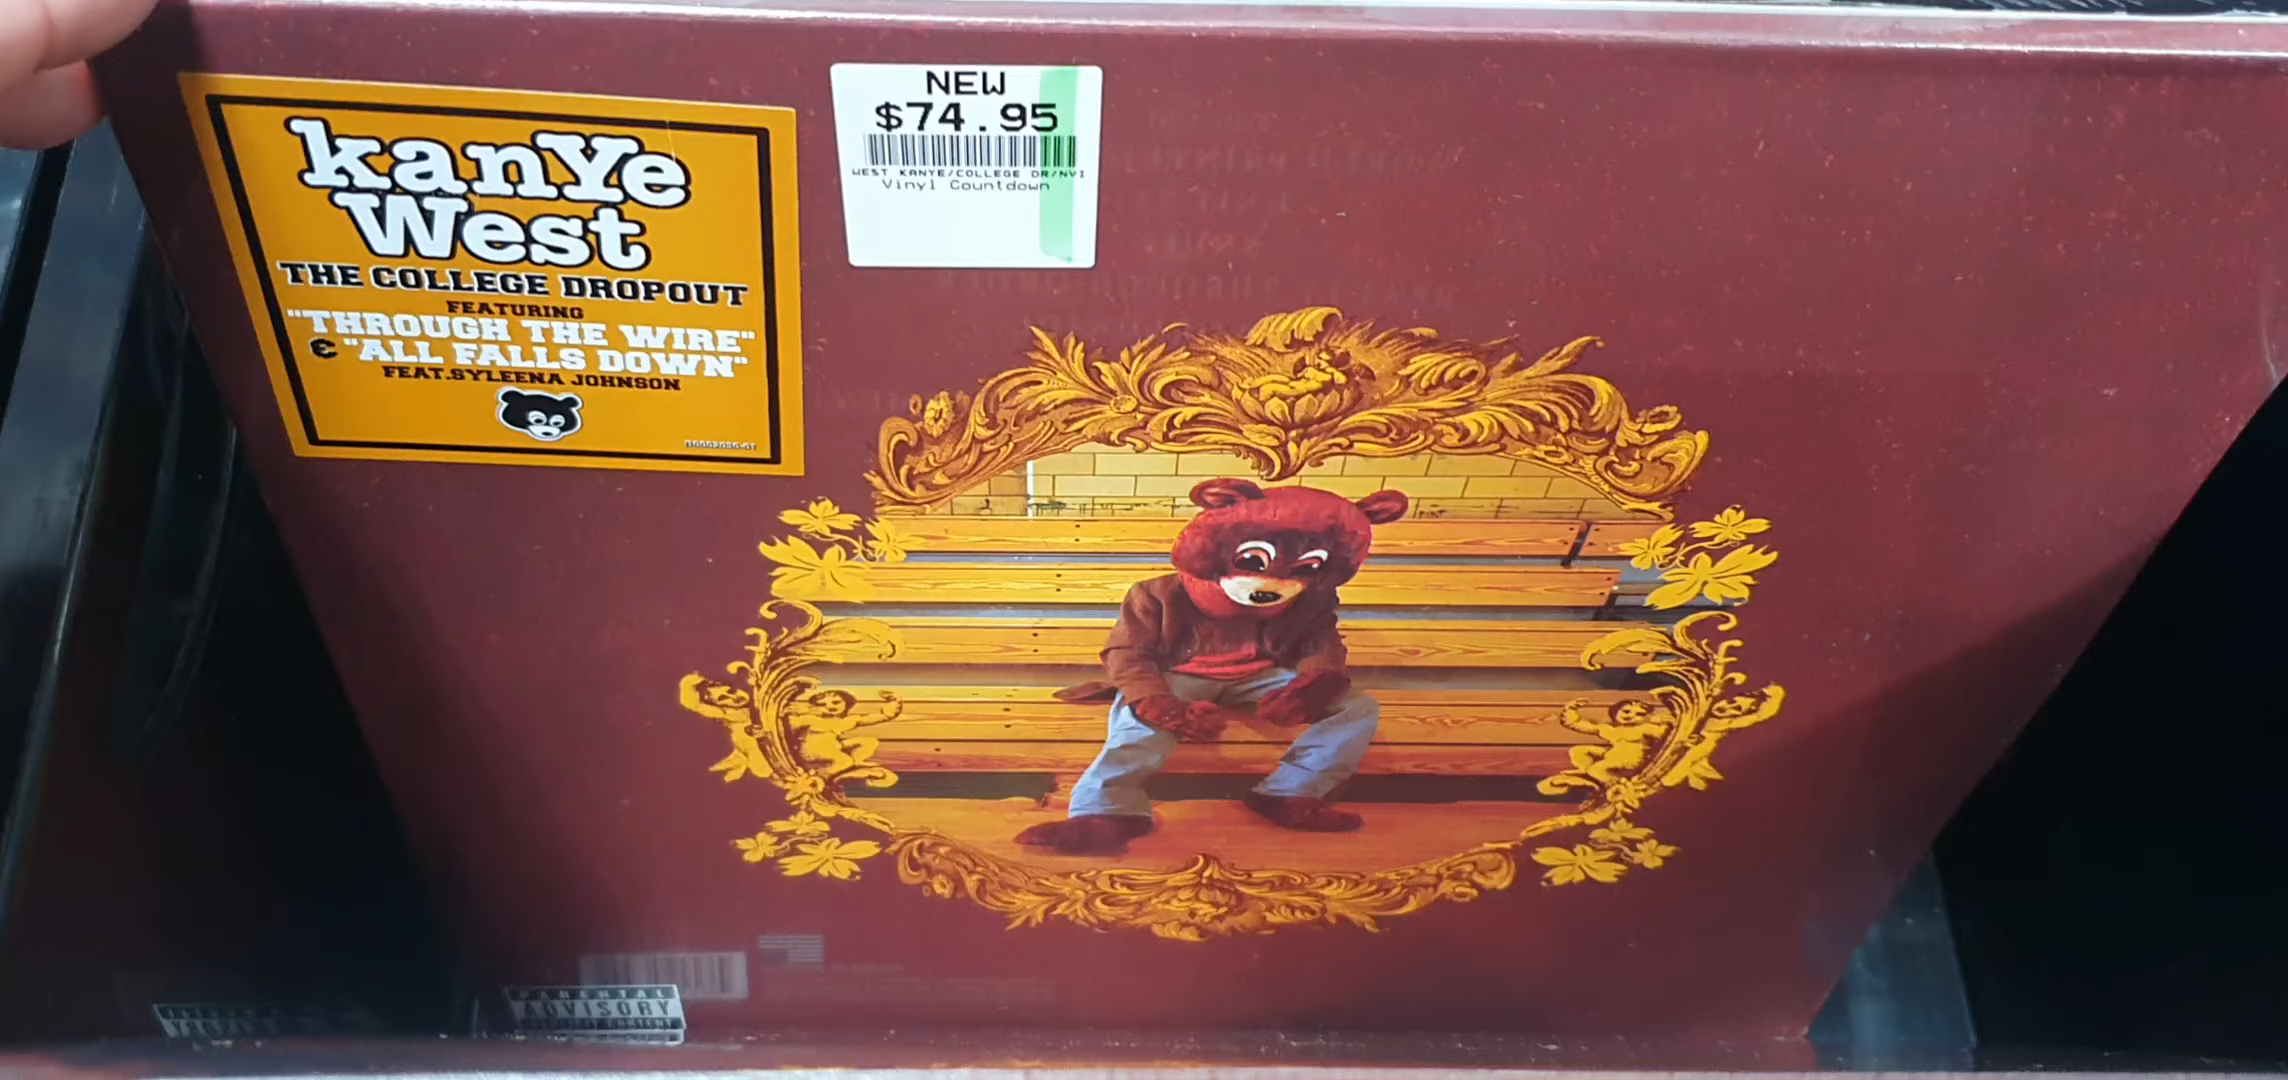 kanYe
West
THE COLLEGE DROPOUT
FEATURING
"THROUGH THE WIRE"
& "ALL FALLS DOWN"
FEAT.SYLEENA JOHNSON
NEW
$74.95
WEST KANYE/COLLEGE DR/NVI
Vinyl Countdown
PARENTAL
ADVISORY